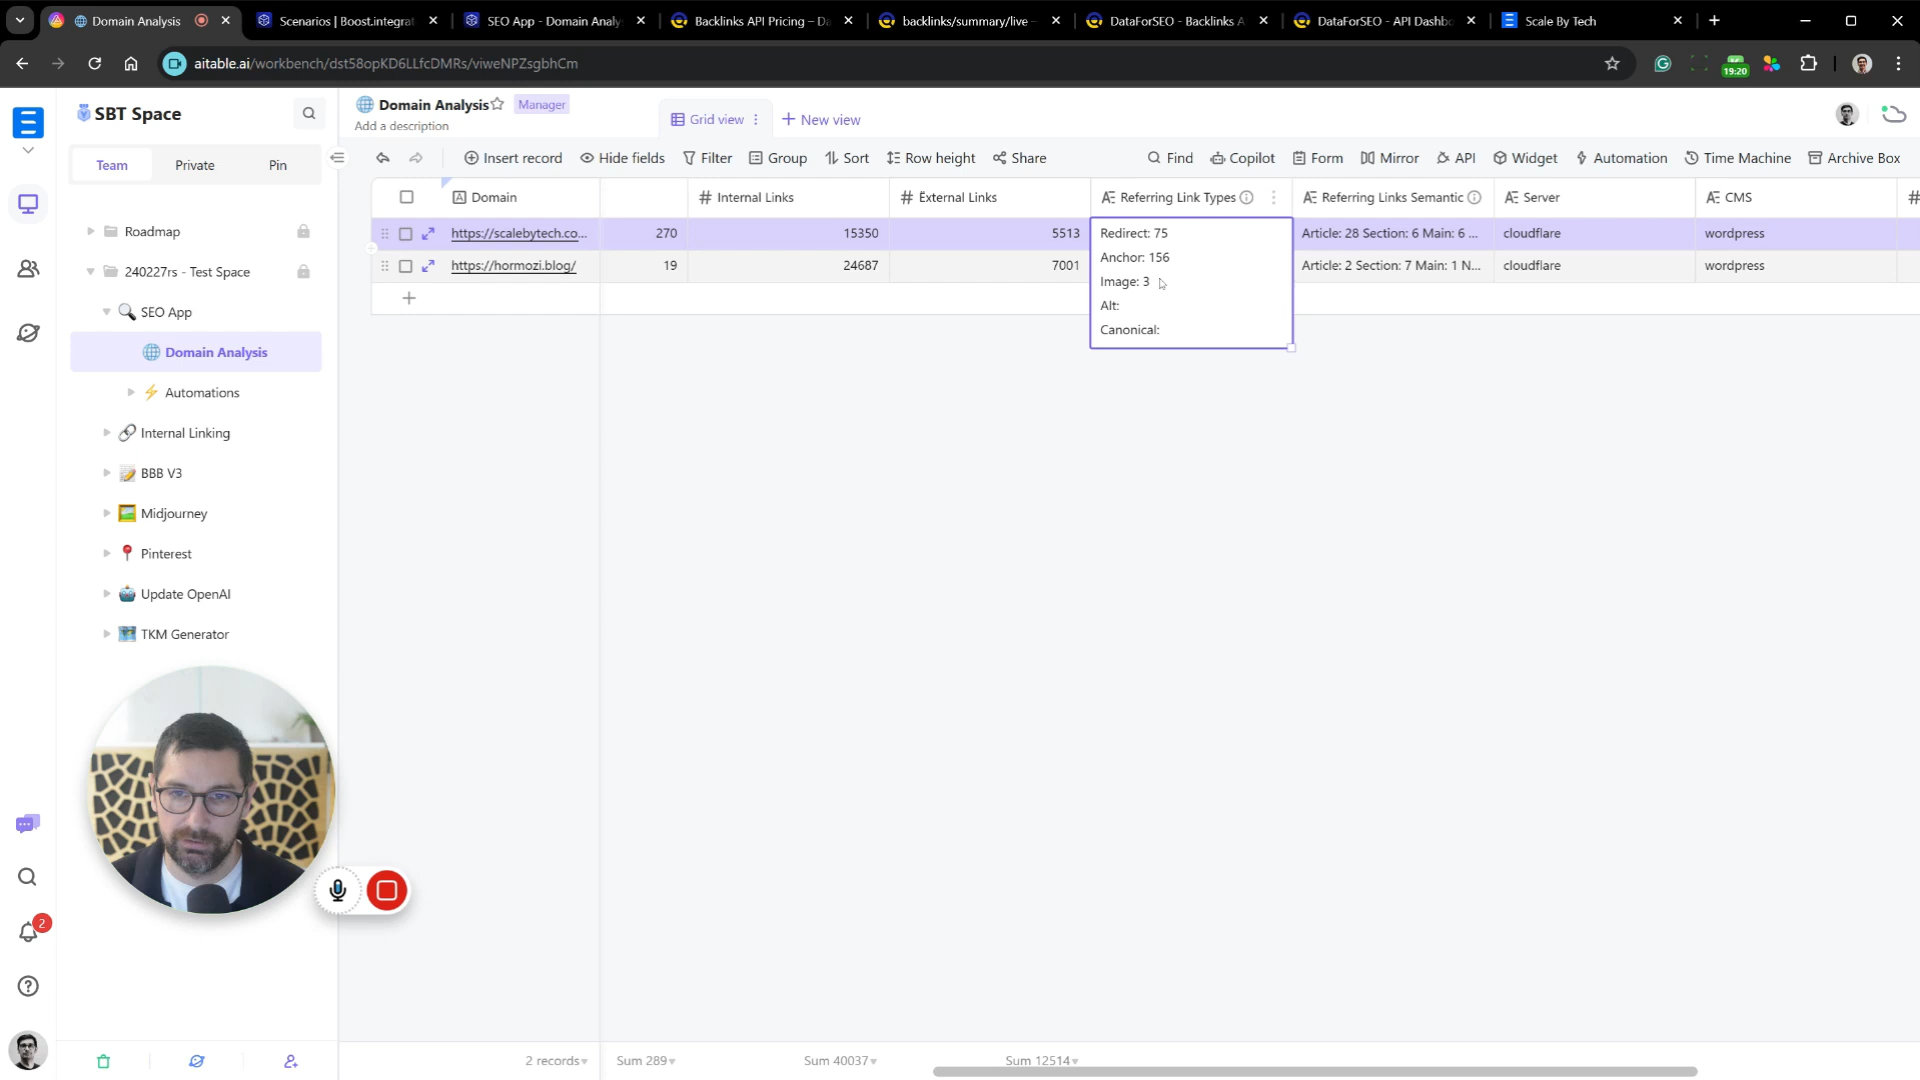 Domain Analysis
Scenarios | Boost.integrat
SEO App - Domain Analy
Backlinks API Pricing – Da
backlinks/summary/live –
DataForSEO - Backlinks A
DataForSEO - API Dashbo
Scale By Tech
aitable.ai/workbench/dst58opKD6LLfcDMRs/viweNPZsgbhCm
19:20
SBT Space
Domain Analysis
Manager
Add a description
Grid view
New view
Team
Private
Pin
Insert record
Hide fields
Filter
Group
Sort
Row height
Share
Find
Copilot
Form
Mirror
API
Widget
Automation
Time Machine
Archive Box
Domain
Internal Links
External Links
Referring Link Types
Referring Links Semantic
Server
CMS
https://scalebytech.co...
270
15350
5513
Redirect: 75
Anchor: 156
Image: 3
Alt:
Canonical:
Article: 28 Section: 6 Main: 6 ...
cloudflare
wordpress
https://hormozi.blog/
19
24687
7001
Article: 2 Section: 7 Main: 1 N...
cloudflare
wordpress
Roadmap
240227rs - Test Space
SEO App
Domain Analysis
Automations
Internal Linking
BBB V3
Midjourney
Pinterest
Update OpenAI
TKM Generator
2
2 records
Sum 289
Sum 40037
Sum 12514